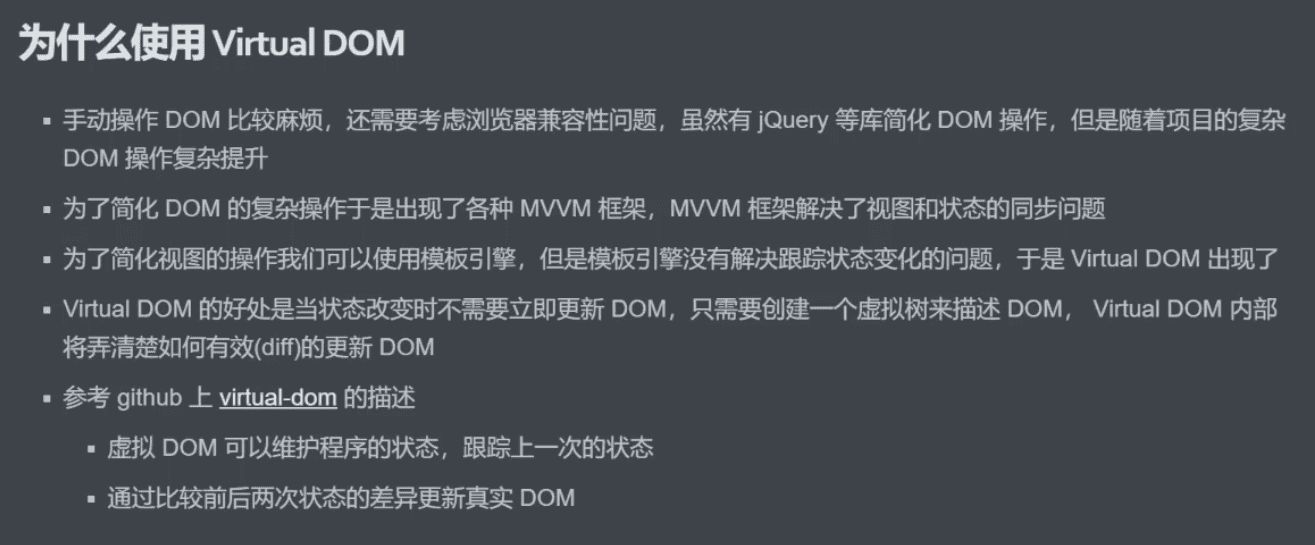 为什么使用 Virtual DOM
手动操作 DOM 比较麻烦，还需要考虑浏览器兼容性问题，虽然有 jQuery 等库简化 DOM 操作，但是随着项目的复杂
DOM 操作复杂提升
为了简化 DOM 的复杂操作于是出现了各种 MVVM 框架，MVVM 框架解决了视图和状态的同步问题
为了简化视图的操作我们可以使用模板引擎，但是模板引擎没有解决跟踪状态变化的问题，于是 Virtual DOM 出现了
Virtual DOM 的好处是当状态改变时不需要立即更新 DOM，只需要创建一个虚拟树来描述 DOM， Virtual DOM 内部
将弄清楚如何有效(diff)的更新 DOM
参考 github 上 virtual-dom 的描述
虚拟 DOM 可以维护程序的状态，跟踪上一次的状态
通过比较前后两次状态的差异更新真实 DOM